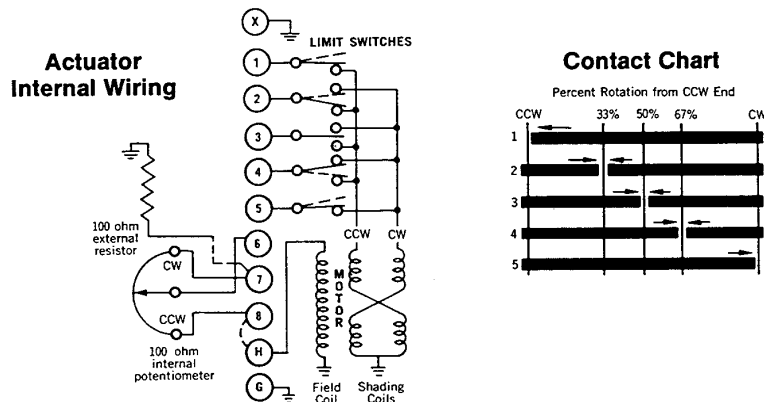 Actuator
Internal Wiring
X
LIMIT SWITCHES
1
2
3
4
5
6
7
8
H
G
100 ohm
external
resistor
CW
CCW
100 ohm
internal
potentiometer
CCW
CW
MOTOR
Field
Coil
Shading
Coils
Contact Chart
Percent Rotation from CCW End
CCW 33% 50% 67% CW
1
2
3
4
5